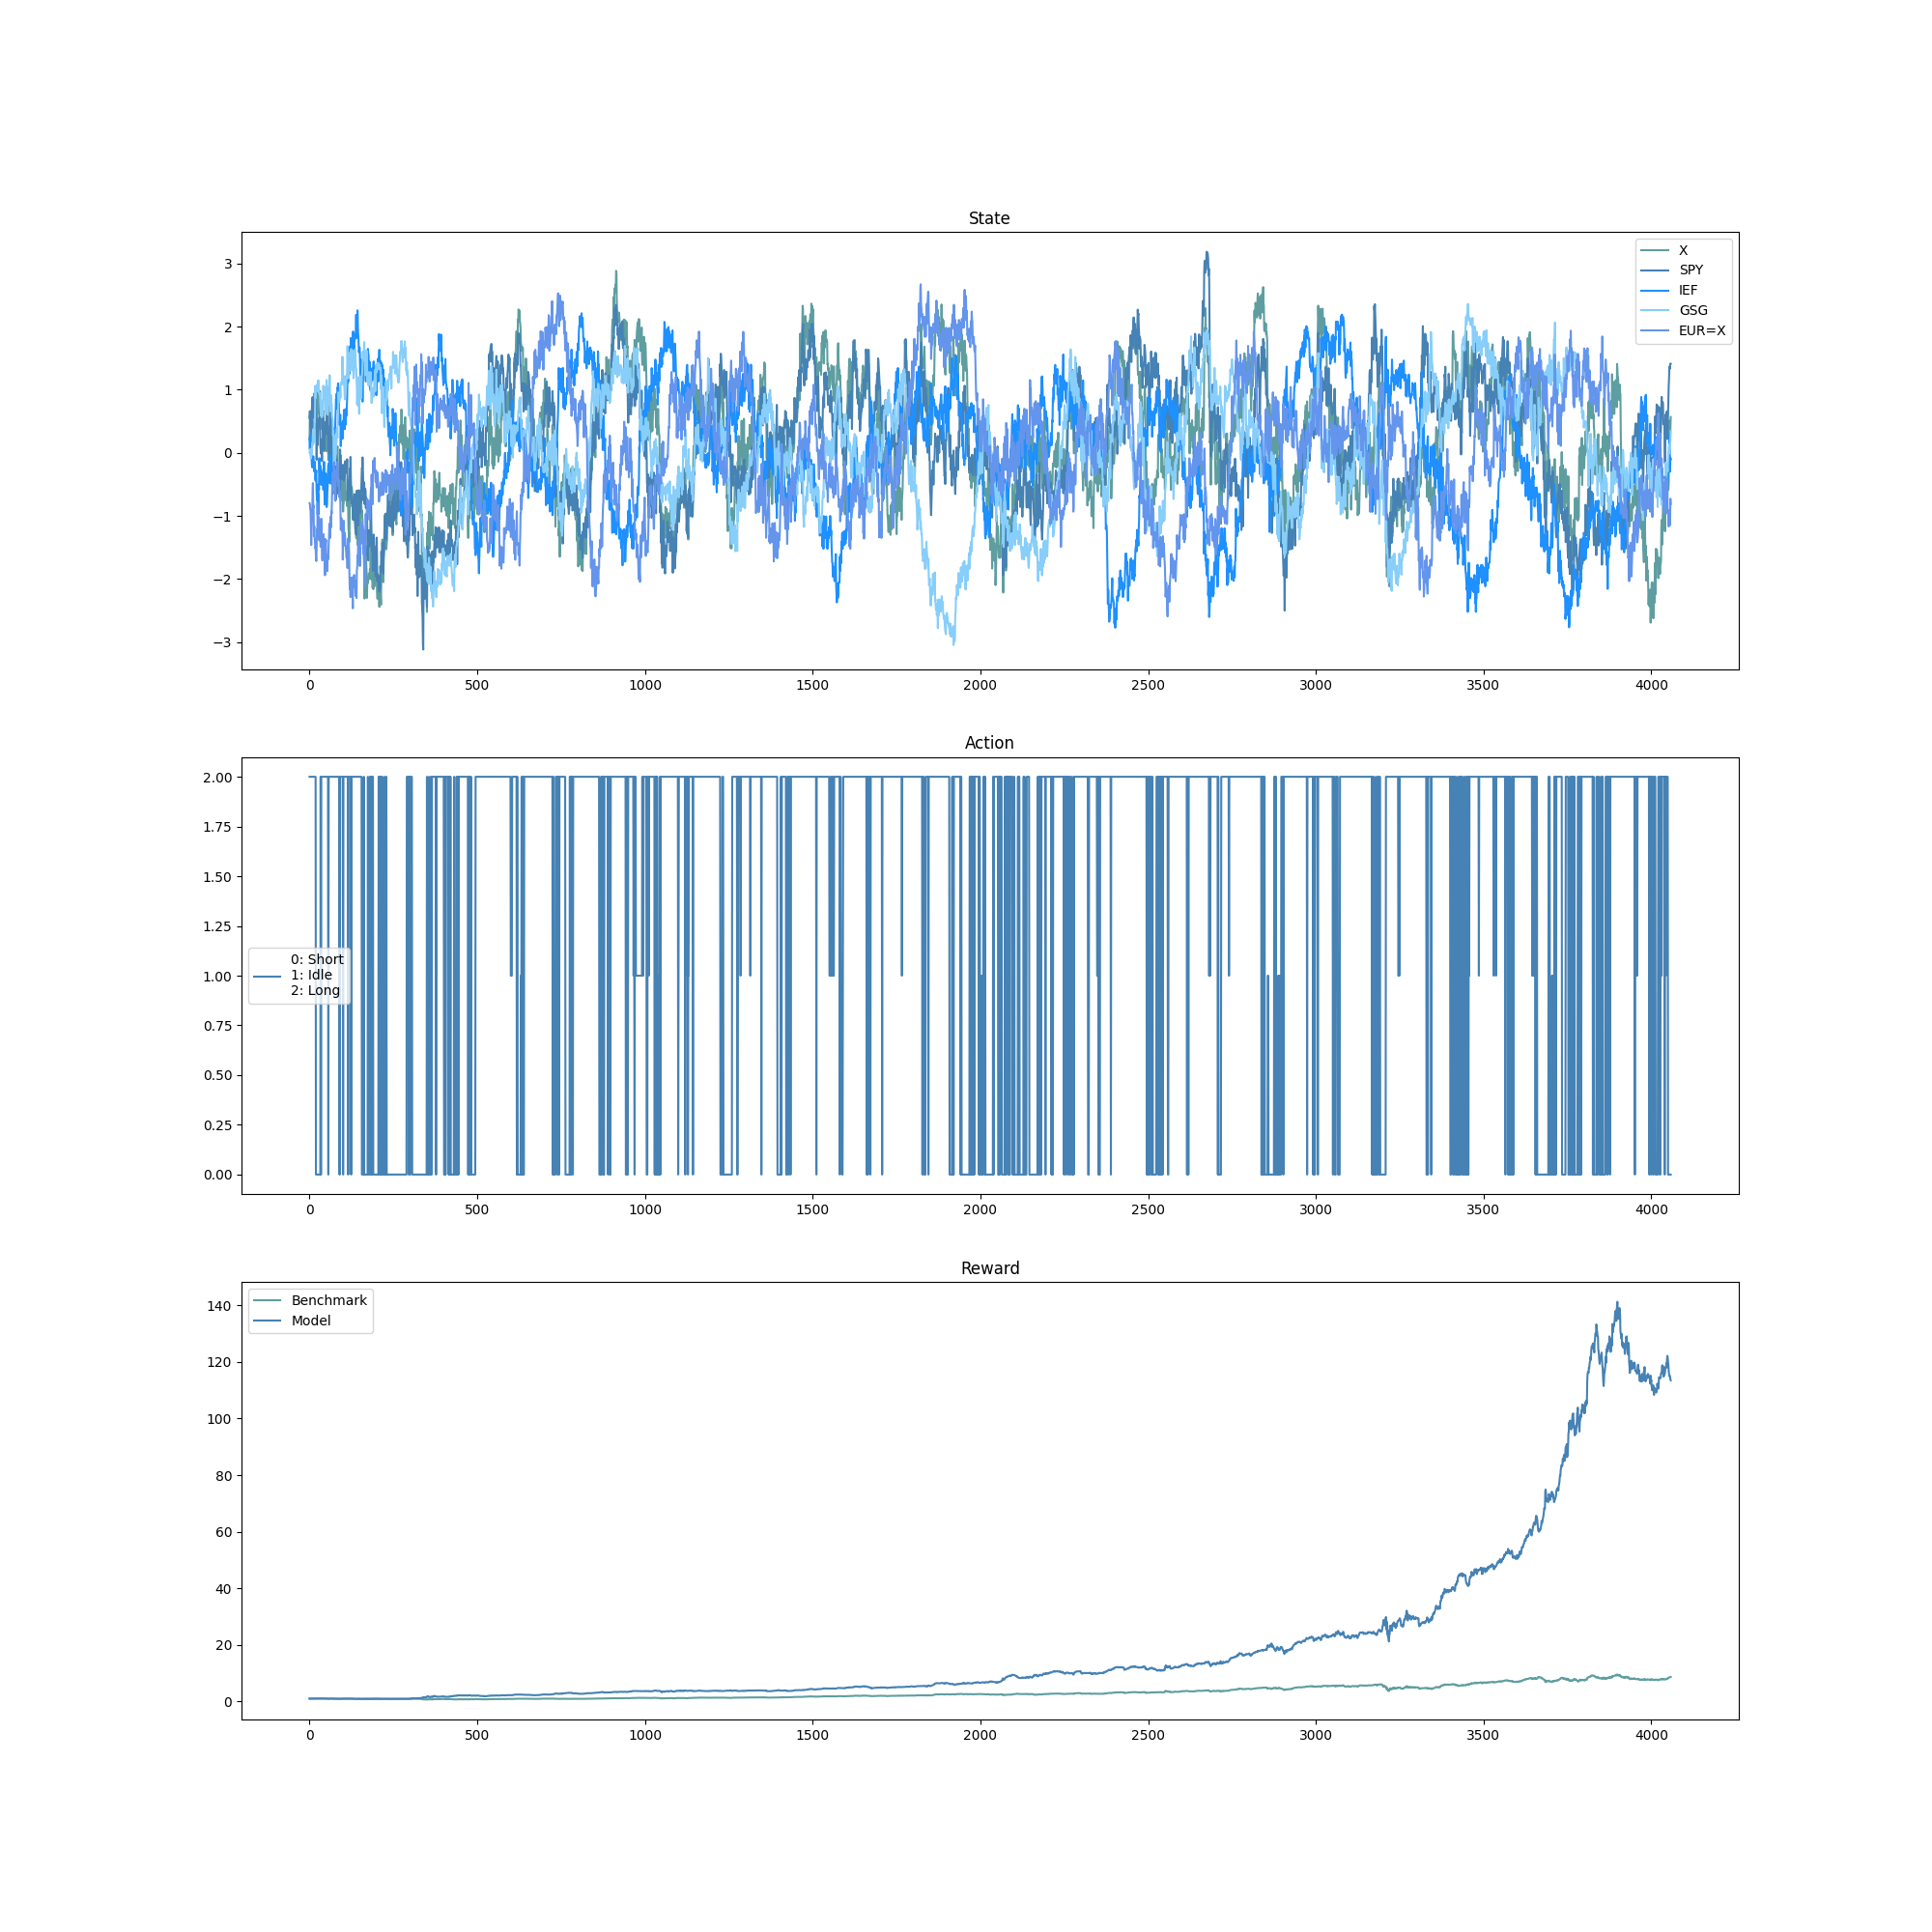 State
3
2
1
0
−1
−2
−3
X
SPY
IEF
GSG
EUR=X
0 500 1000 1500 2000 2500 3000 3500 4000
Action
2.00
1.75
1.50
1.25
1.00
0.75
0.50
0.25
0.00
0: Short
1: Idle
2: Long
0 500 1000 1500 2000 2500 3000 3500 4000
Reward
140
120
100
80
60
40
20
0
Benchmark
Model
0 500 1000 1500 2000 2500 3000 3500 4000